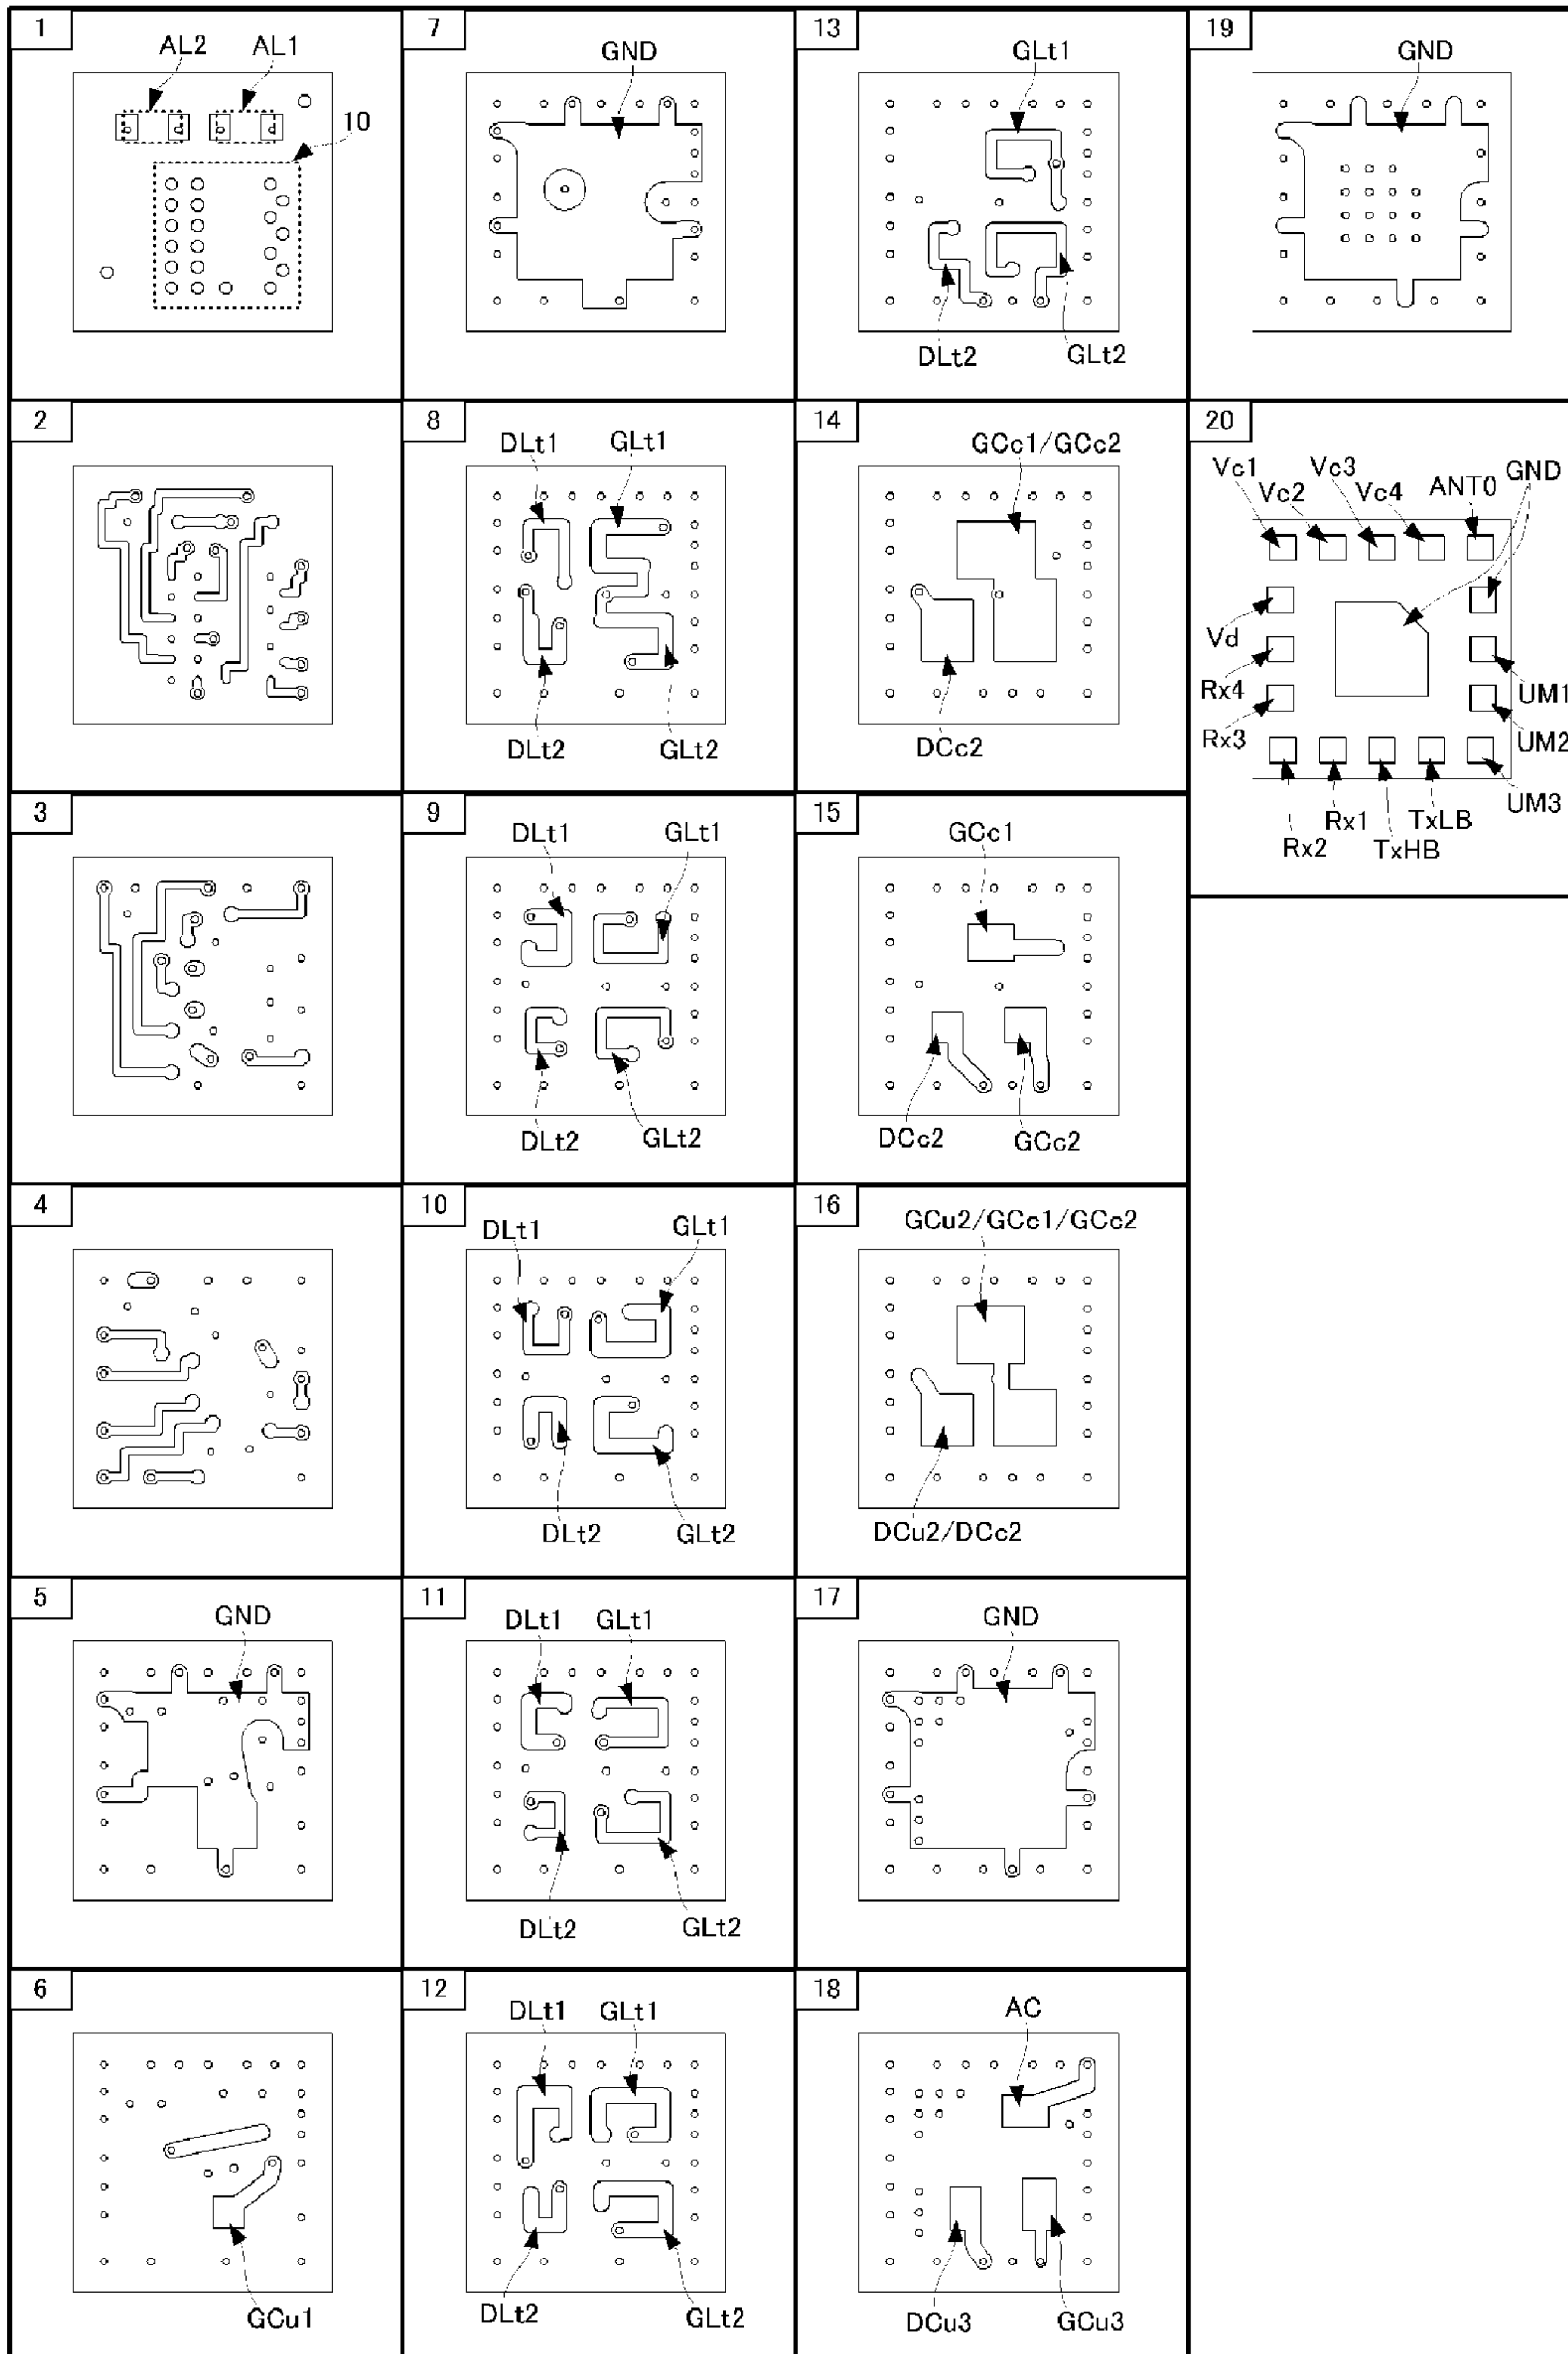 1
AL2 AL1
10
2
3
4
5
GND
6
GCu1
7
GND
8
DLt1 GLt1
DLt2 GLt2
9
DLt1 GLt1
DLt2 GLt2
10
DLt1 GLt1
DLt2 GLt2
11
DLt1 GLt1
DLt2 GLt2
12
DLt1 GLt1
DLt2 GLt2
13
GLt1
DLt2 GLt2
14
GCc1/GCc2
DCc2
15
GCc1
DCc2 GCc2
16
GCu2/GCc1/GCc2
DCu2/DCc2
17
GND
18
AC
DCu3 GCu3
19
GND
20
Vc1 Vc2 Vc3 Vc4 ANT0 GND
Vd
Rx4 UM1
Rx3 UM2
Rx2 Rx1 TxHB TxLB UM3